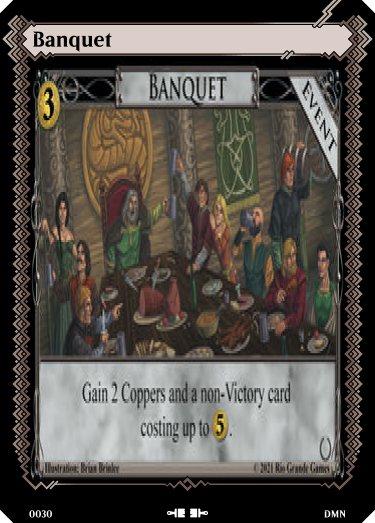 Banquet
3
BANQUET
EVENT
Gain 2 Coppers and a non-Victory card
costing up to 5.
Illustration: Brian Brinlee
© 2021 Rio Grande Games
0030
DMN